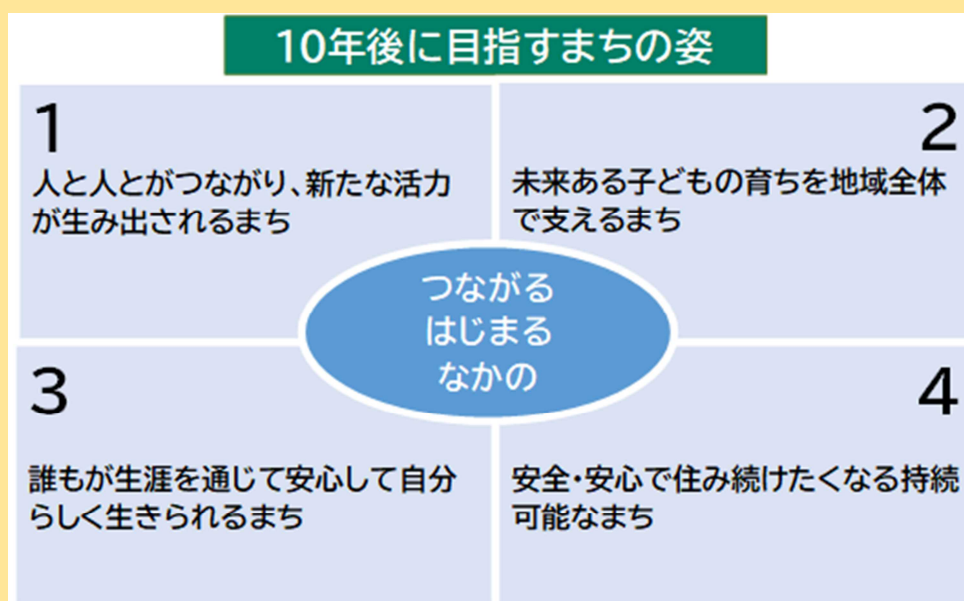 10年後に目指すまちの姿
1
人と人とがつながり、新たな活力
が生み出されるまち
2
未来ある子どもの育ちを地域全体
で支えるまち
つながる
はじまる
なかの
3
誰もが生涯を通じて安心して自分
らしく生きられるまち
4
安全・安心で住み続けたくなる持続
可能なまち